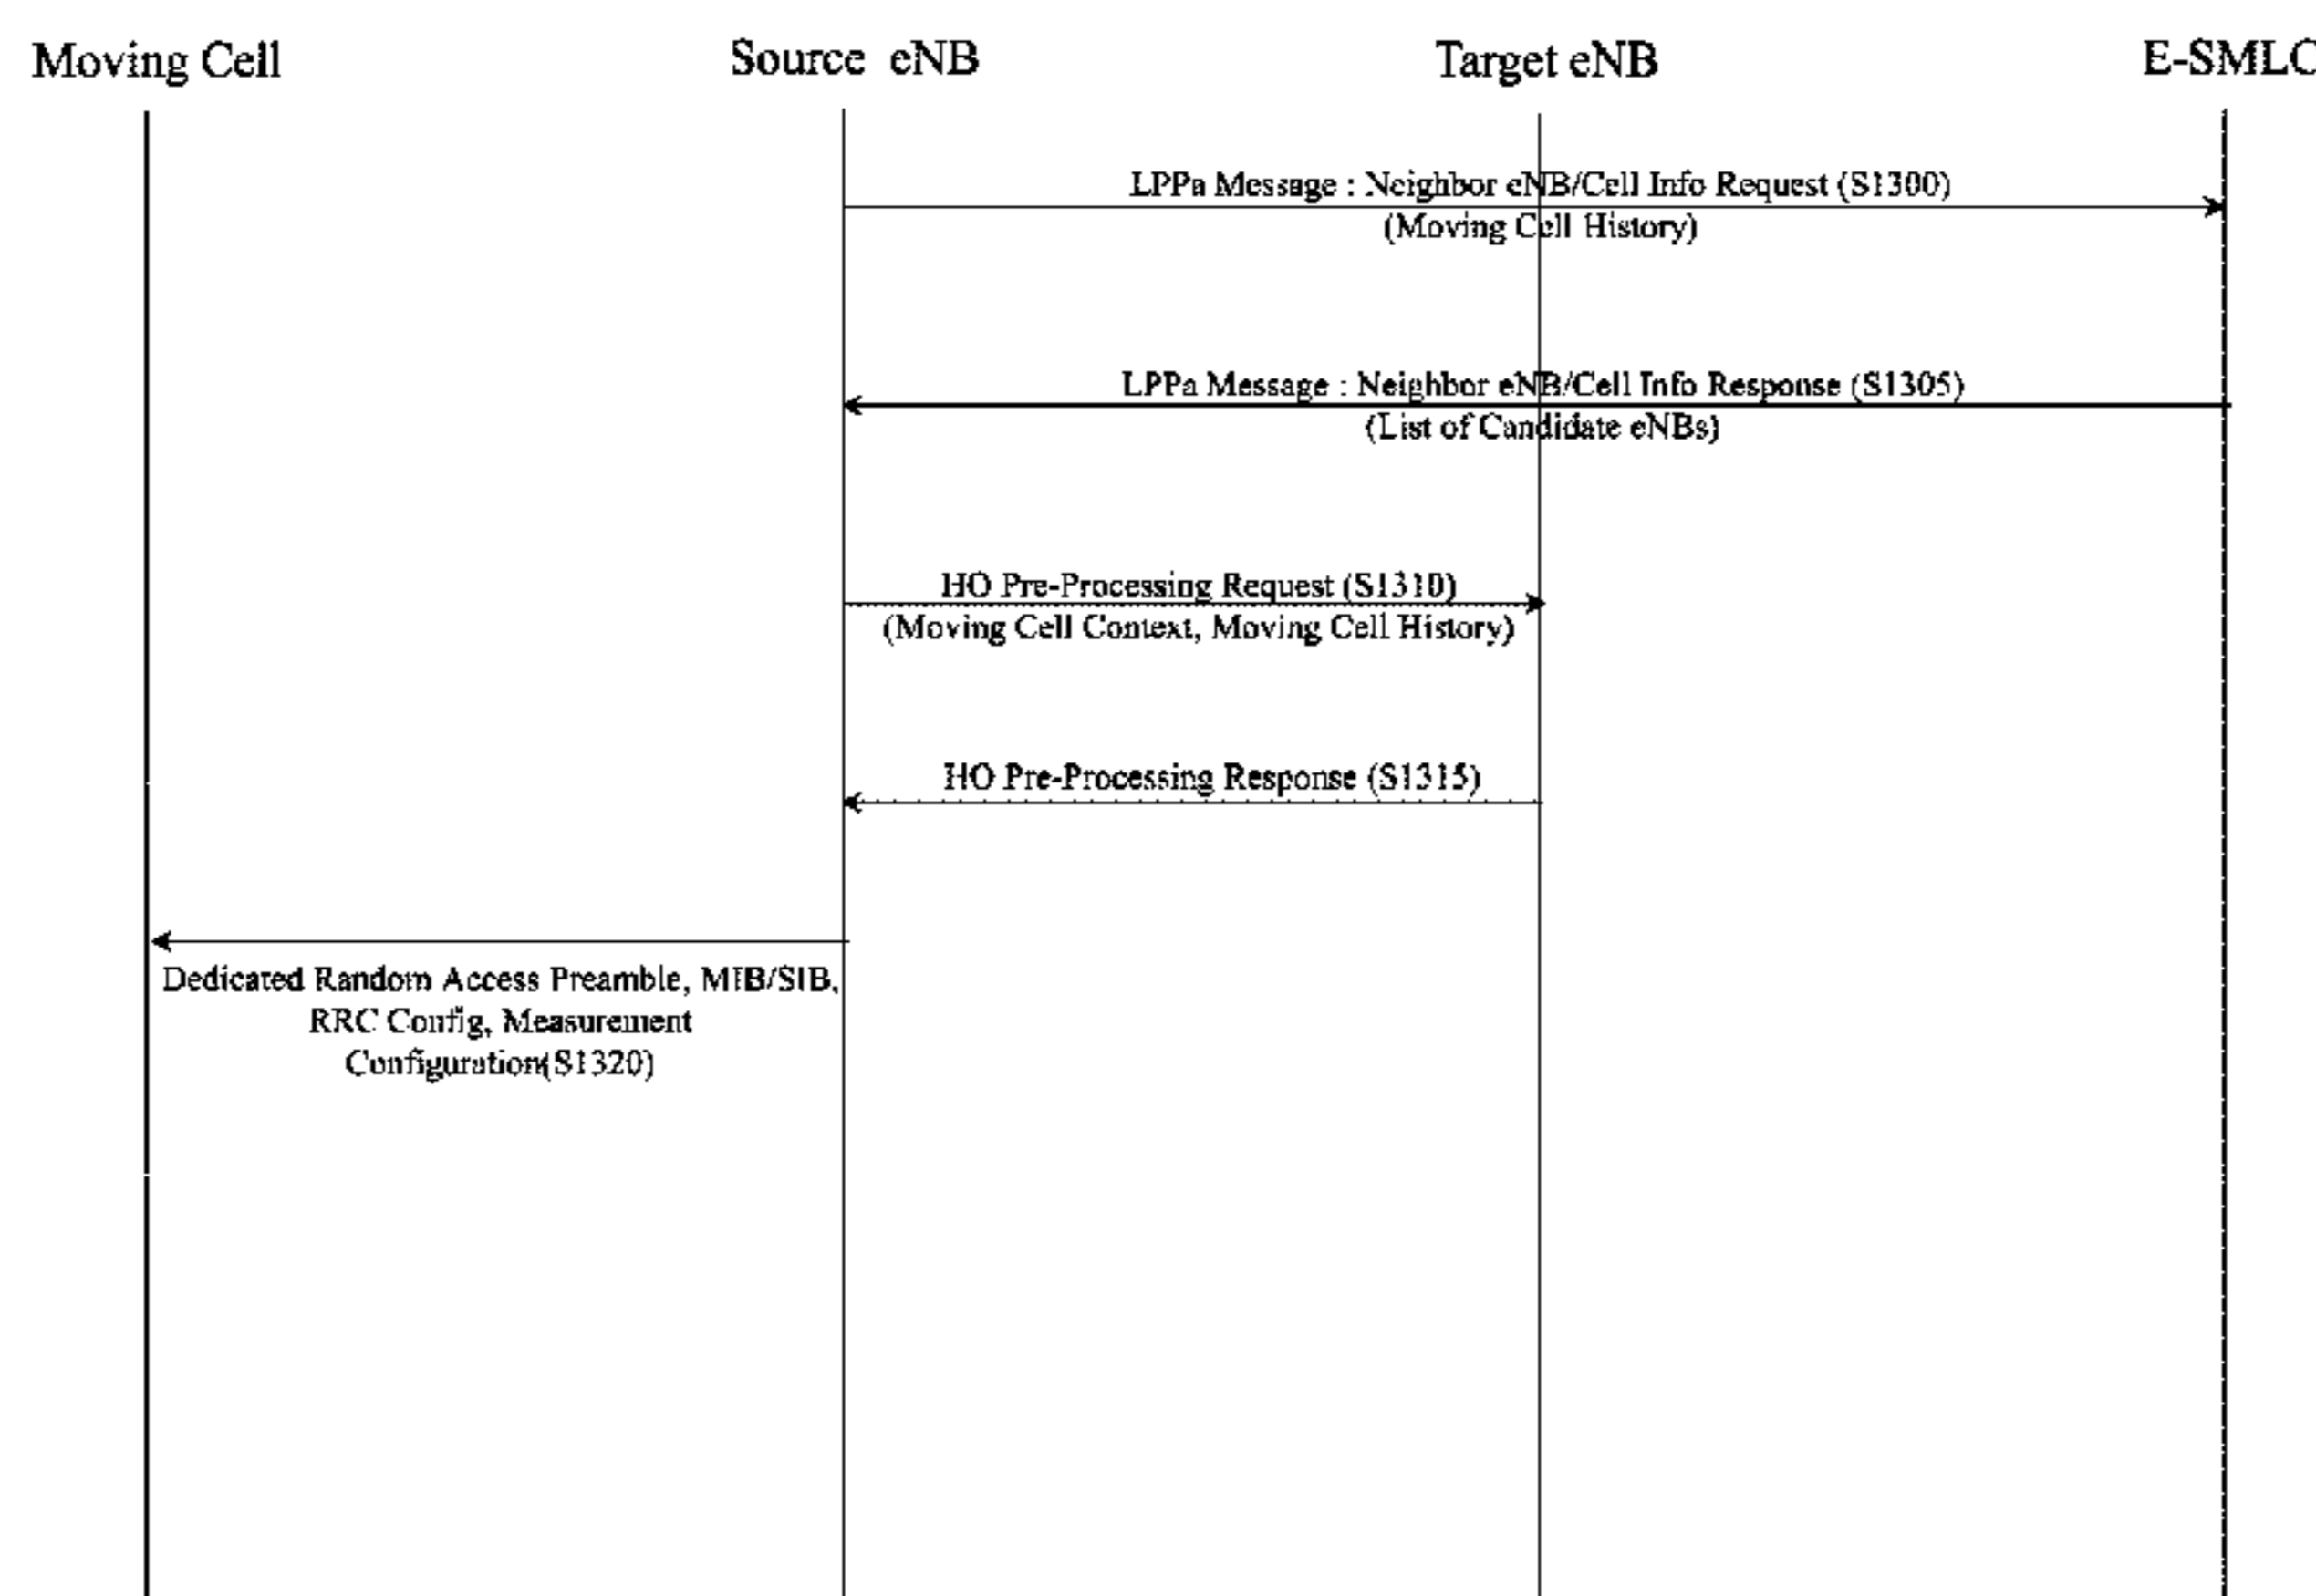 Moving Cell
Source eNB
Target eNB
E-SMLC
LPPa Message : Neighbor eNB/Cell Info Request (S1300)
(Moving Cell History)
LPPa Message : Neighbor eNB/Cell Info Response (S1305)
(List of Candidate eNBs)
HO Pre-Processing Request (S1310)
(Moving Cell Context, Moving Cell History)
HO Pre-Processing Response (S1315)
Dedicated Random Access Preamble, MIB/SIB,
RRC Config, Measurement
Configuration(S1320)